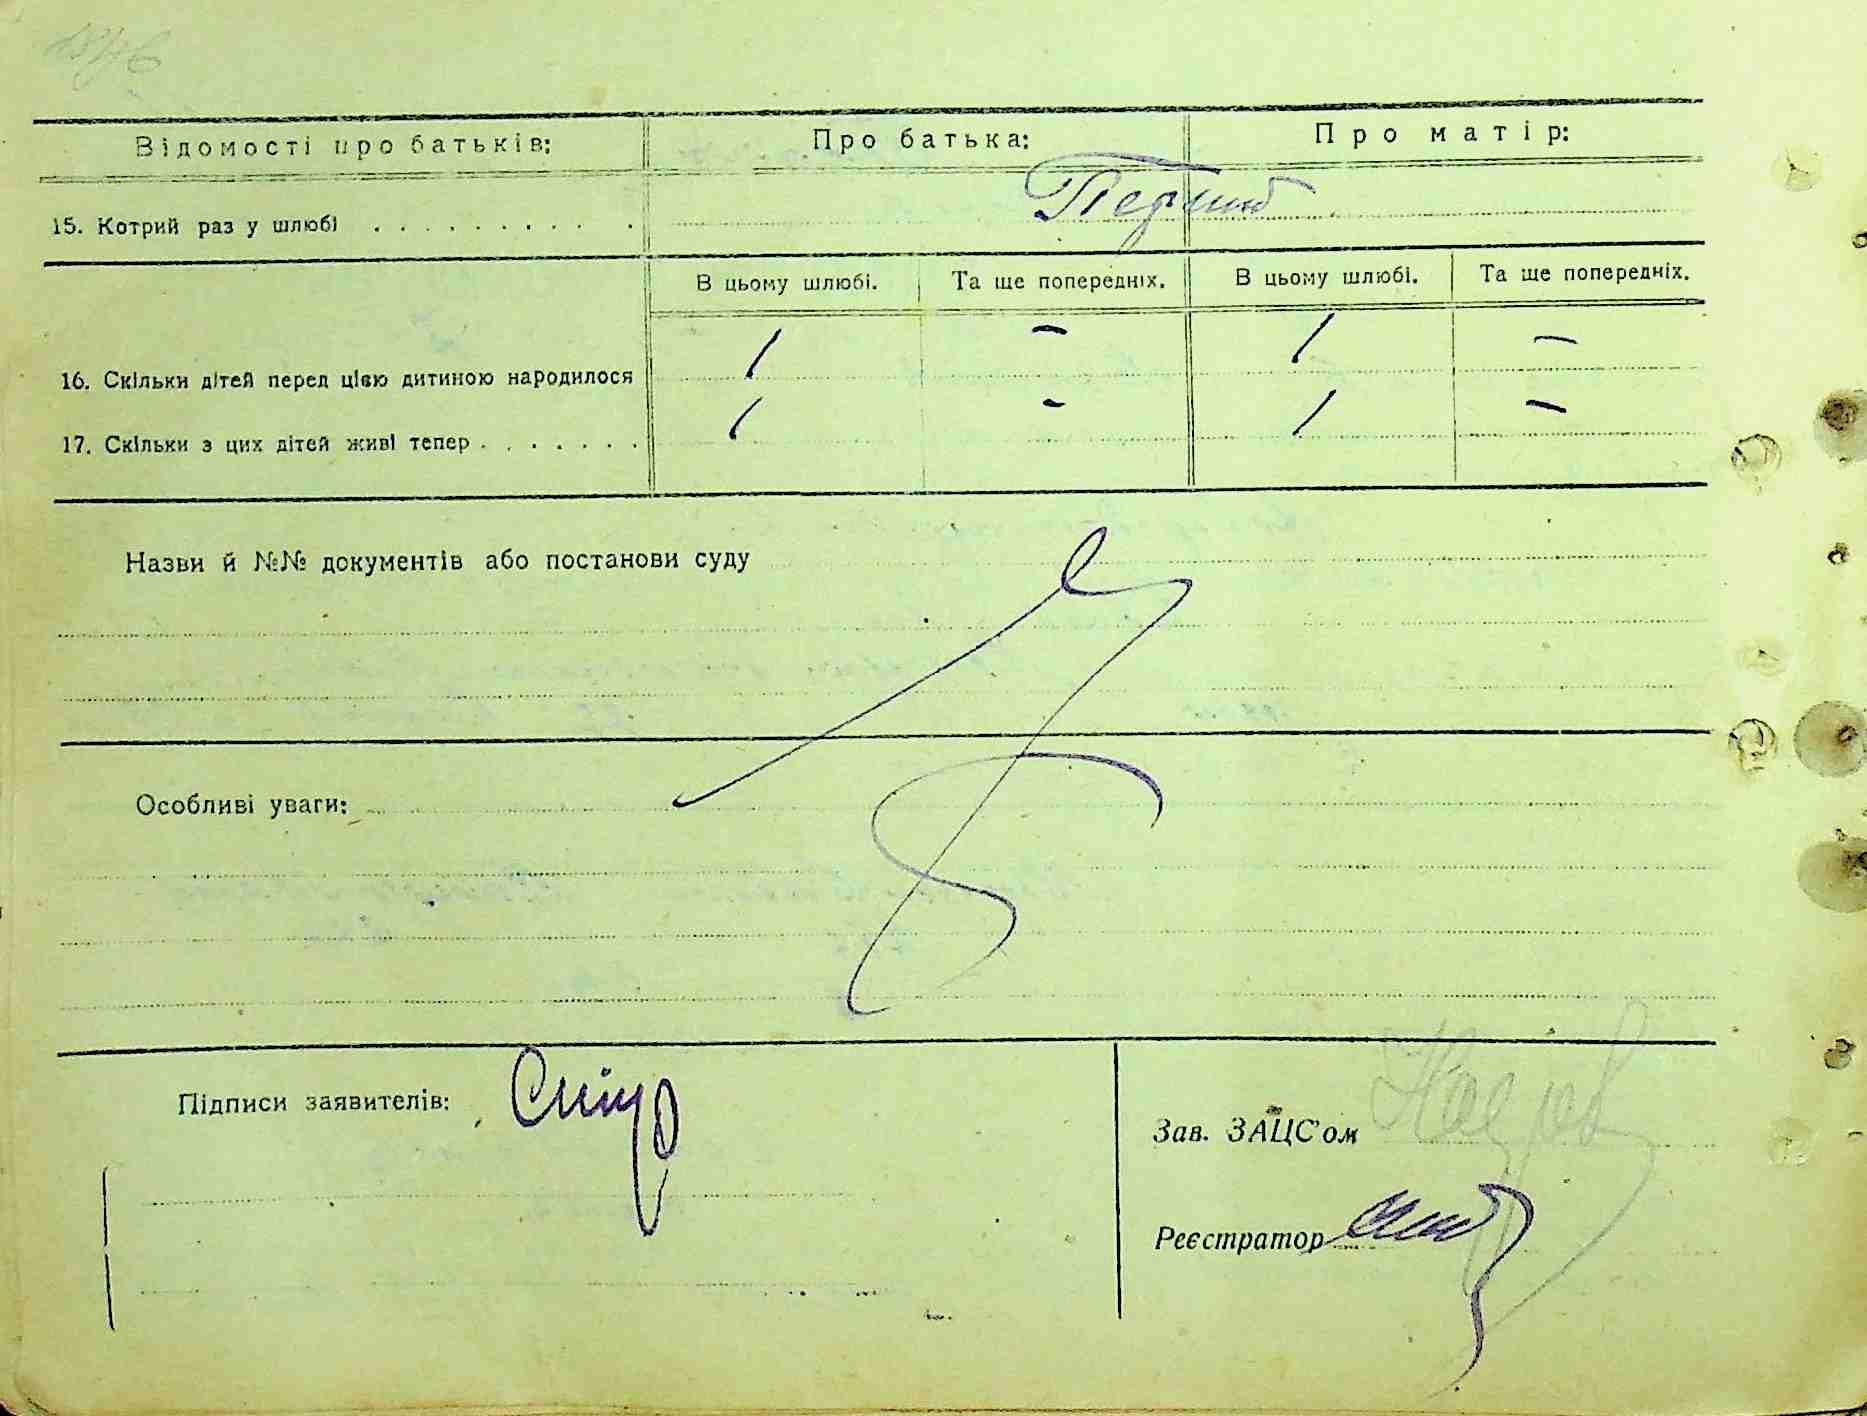 Відомості про батьків: Про батька: Про матір:
15. Котрий раз у шлюбі . . . . . . . . . . Перший
В цьому шлюбі. Та ще попередніх. В цьому шлюбі. Та ще попередніх.
16. Скільки дітей перед цією дитиною народилося 1 – 1 –
17. Скільки з цих дітей живі тепер . . . . . . . 1 - 1 –
Назви й №№ документів або постанови суду
Особливі уваги:
Підписи заявителів:
Зав. ЗАЦС'ом
Реєстратор